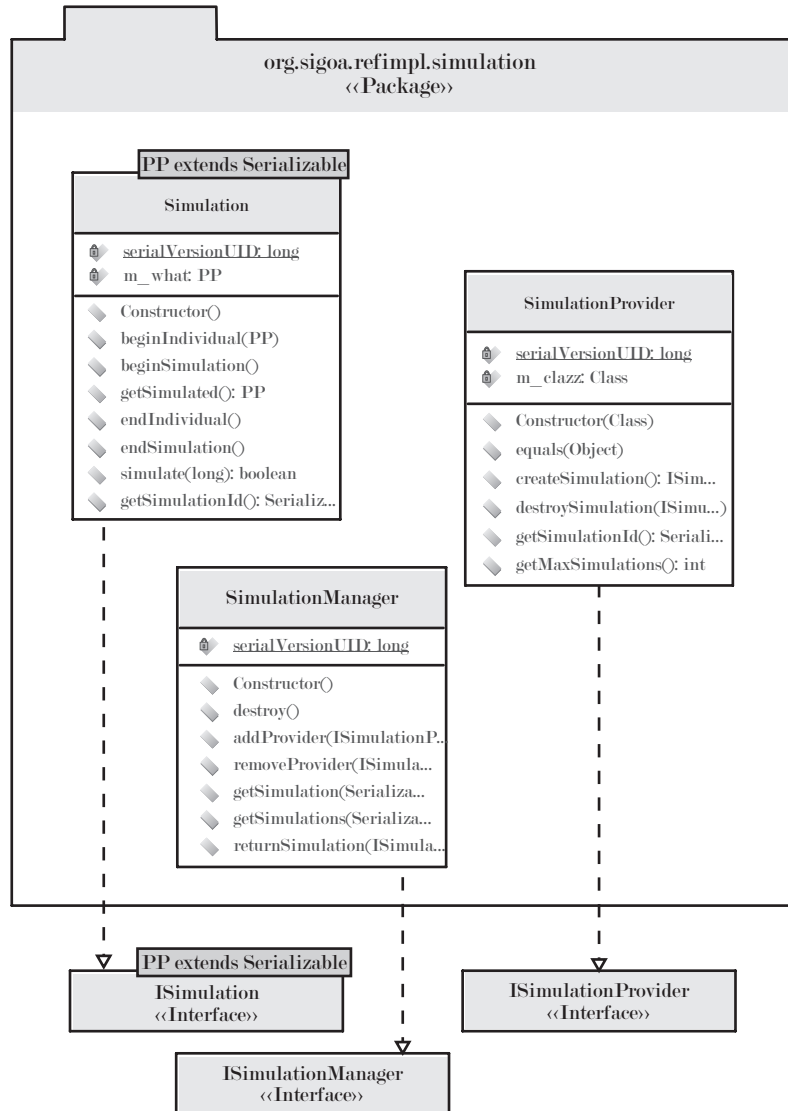 org.sigoa.refimpl.simulation
‹‹Package››
PP extends Serializable
Simulation
serialVersionUID: long
m_what: PP
Constructor()
beginIndividual(PP)
beginSimulation()
getSimulated(): PP
endIndividual()
endSimulation()
simulate(long): boolean
getSimulationId(): Serializ...
SimulationProvider
serialVersionUID: long
m_clazz: Class
Constructor(Class)
equals(Object)
createSimulation(): ISim...
destroySimulation(ISimu...)
getSimulationId(): Seriali...
getMaxSimulations(): int
SimulationManager
serialVersionUID: long
Constructor()
destroy()
addProvider(ISimulationP...
removeProvider(ISimula...
getSimulation(Serializa...
getSimulations(Serializa...
returnSimulation(ISimula...
PP extends Serializable
ISimulation
‹‹Interface››
ISimulationProvider
‹‹Interface››
ISimulationManager
‹‹Interface››